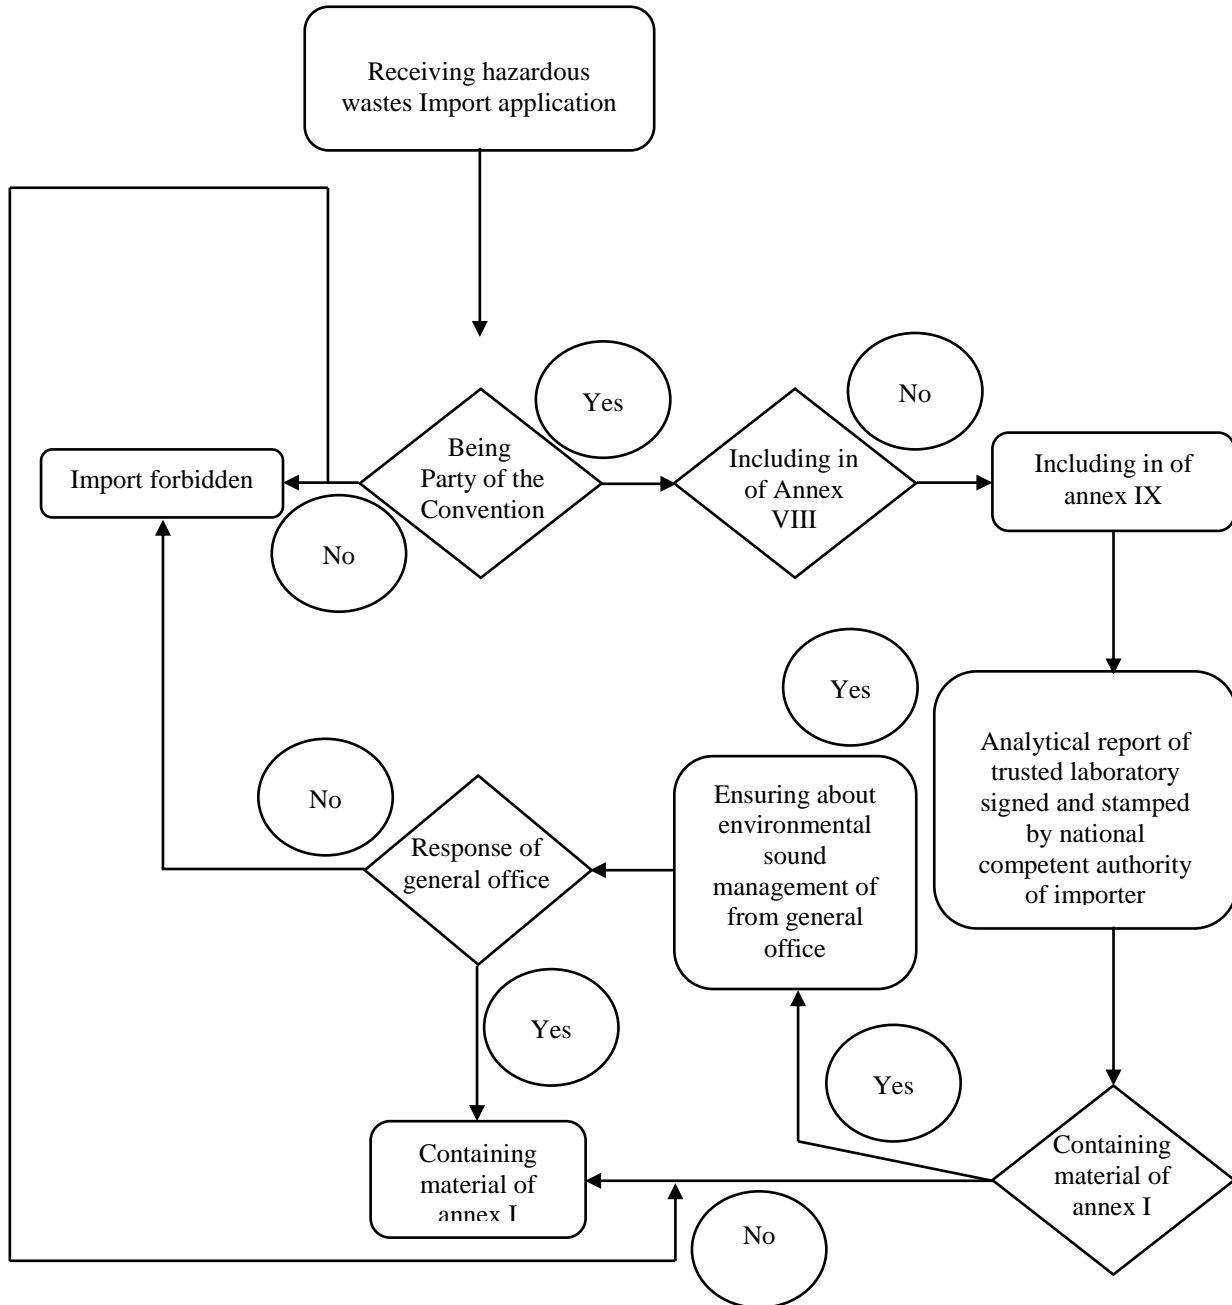 Receiving hazardous
wastes Import application
Yes
No
Being
Party of the
Convention
Including in
of Annex
VIII
Including in of
annex IX
Import forbidden
No
Yes
Analytical report of
trusted laboratory
signed and stamped
by national
competent authority
of importer
Ensuring about
environmental
sound
management of
from general
office
No
Response of
general office
Yes
Yes
Containing
material of
annex I
Containing
material of
annex I
No